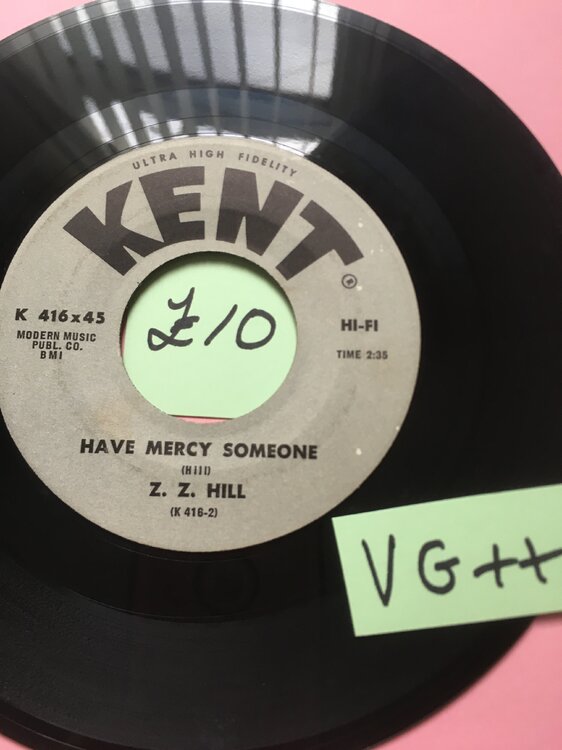 ULTRA HIGH FIDELITY
KENT
®
K 416x45
MODERN MUSIC
PUBL. CO.
BMI
£10
HI-FI
TIME 2:35
HAVE MERCY SOMEONE
(Hill)
Z. Z. HILL
(K 416-2)
VG++